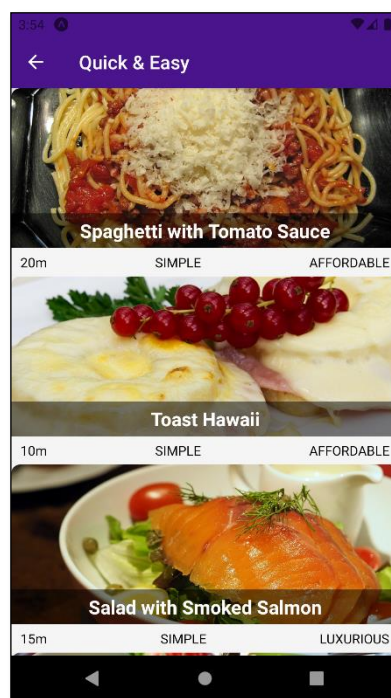 3:54
Quick & Easy
Spaghetti with Tomato Sauce
20m SIMPLE AFFORDABLE
Toast Hawaii
10m SIMPLE AFFORDABLE
Salad with Smoked Salmon
15m SIMPLE LUXURIOUS